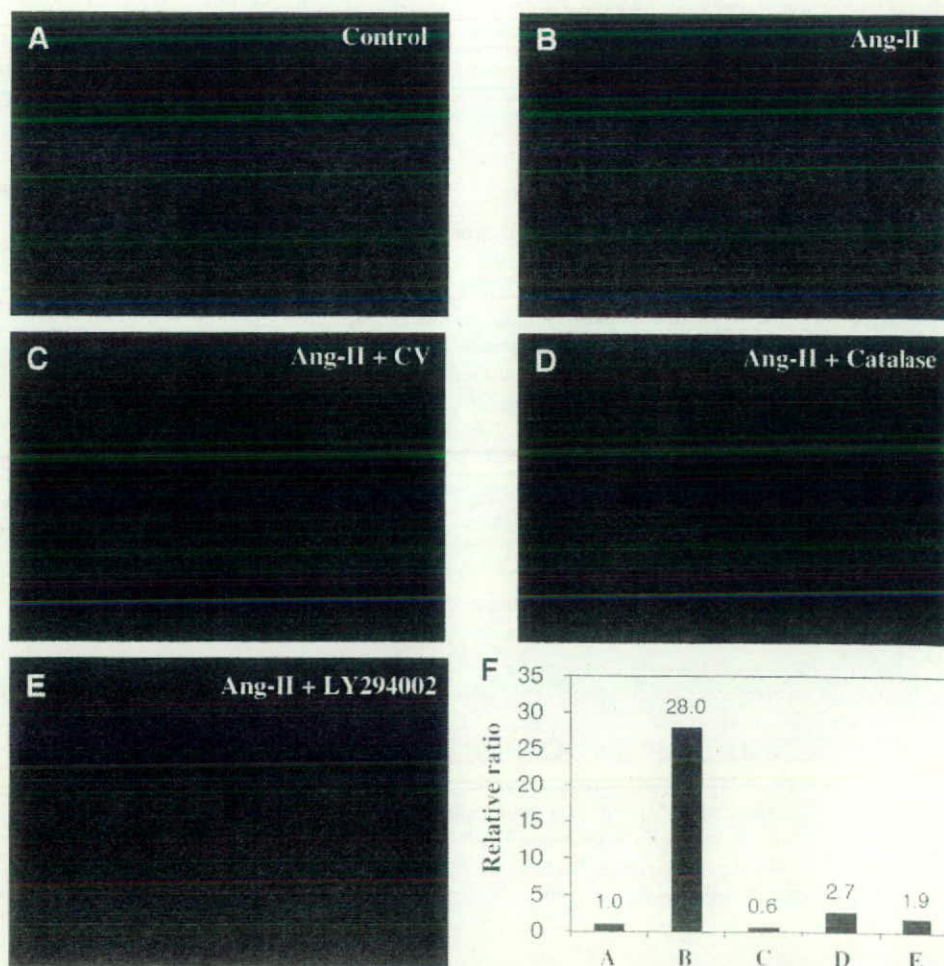 A Control
B Ang-II
C Ang-II + CV
D Ang-II + Catalase
E Ang-II + LY294002
F
Relative ratio
35
30
25
20
15
10
5
0
1.0
28.0
0.6
2.7
1.9
A B C D E